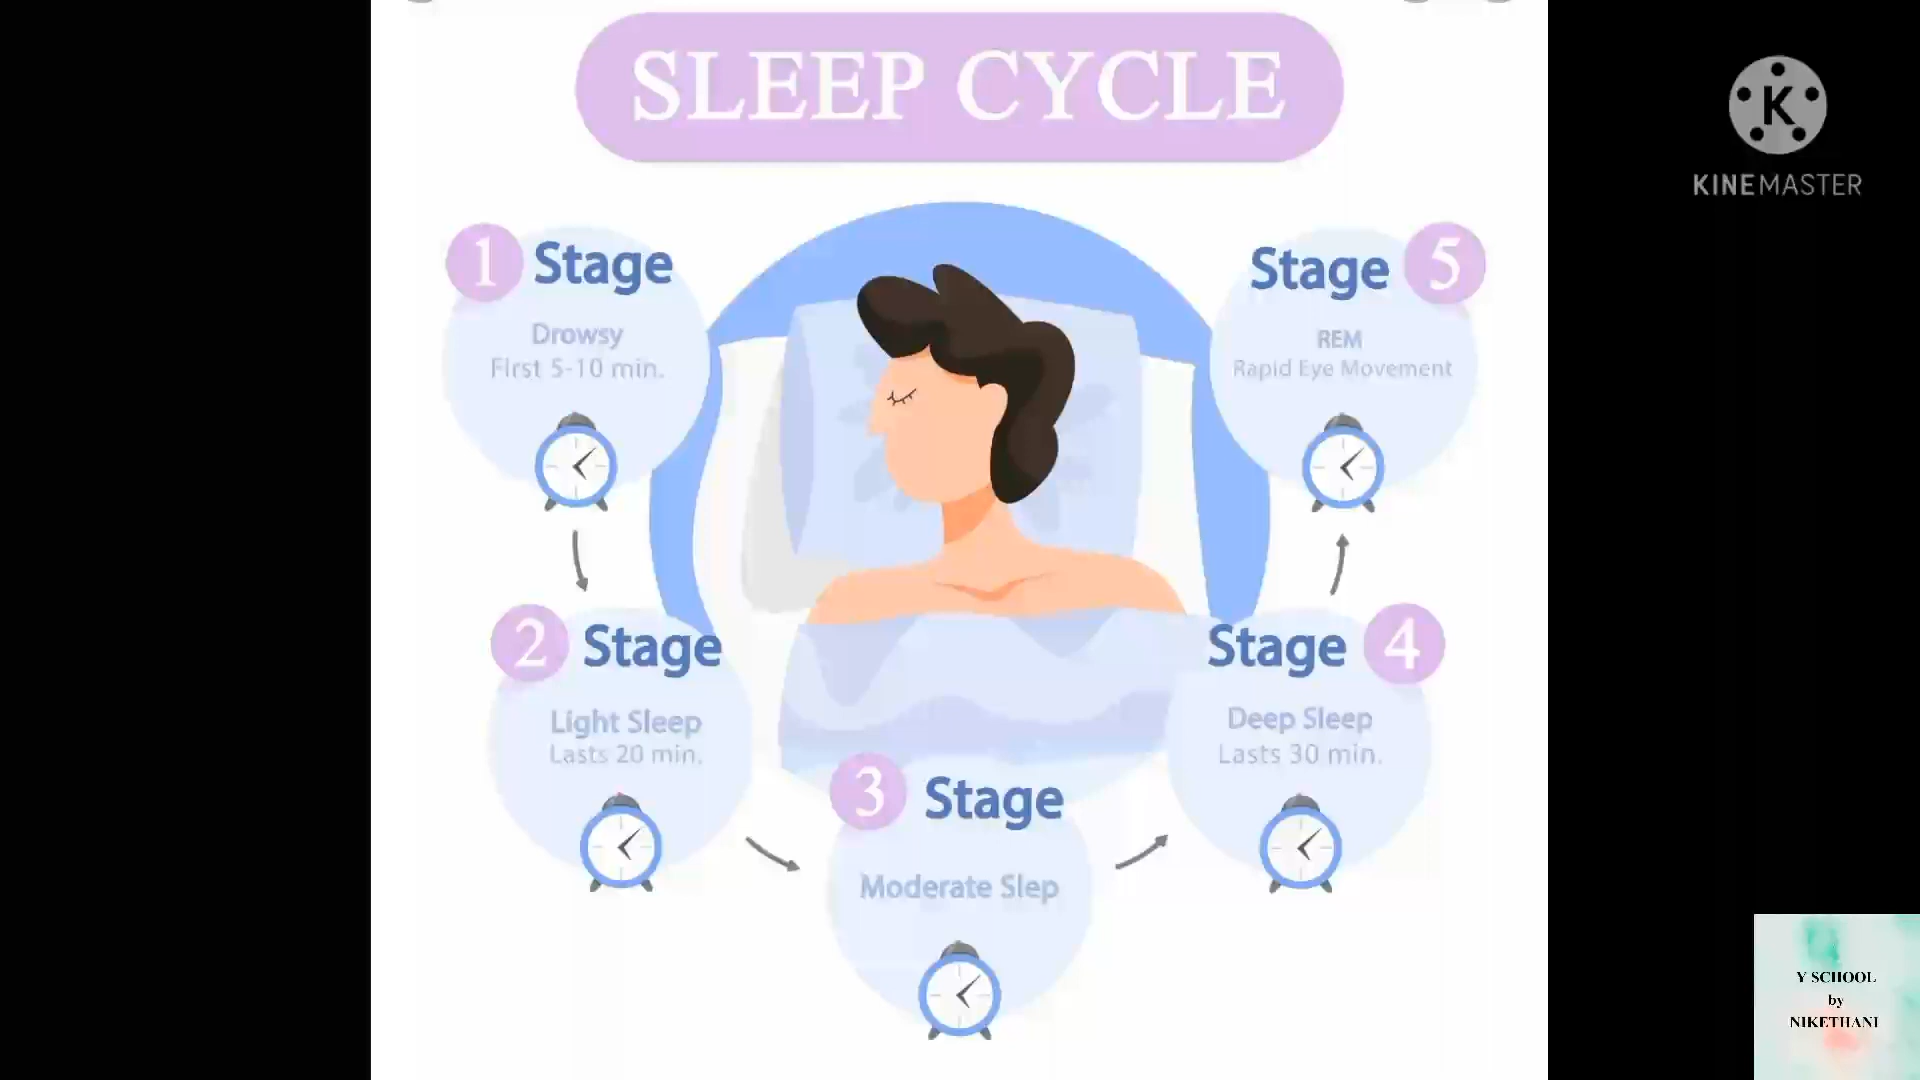 SLEEP CYCLE
1 Stage
Drowsy
First 5-10 min.
2 Stage
Light Sleep
Lasts 20 min.
3 Stage
Moderate Slep
Stage 4
Deep Sleep
Lasts 30 min.
Stage 5
REM
Rapid Eye Movement
K
KINEMASTER
Y SCHOOL
by
NIKETHANI